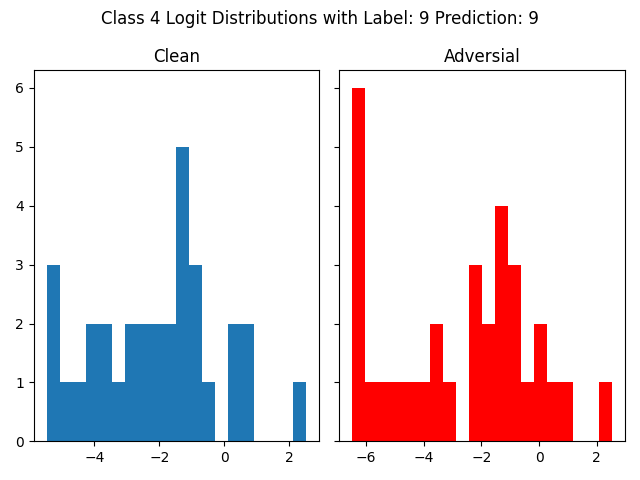 Class 4 Logit Distributions with Label: 9 Prediction: 9
Clean
Adversial
6
5
4
3
2
1
0
−4 −2 0 2
−6 −4 −2 0 2